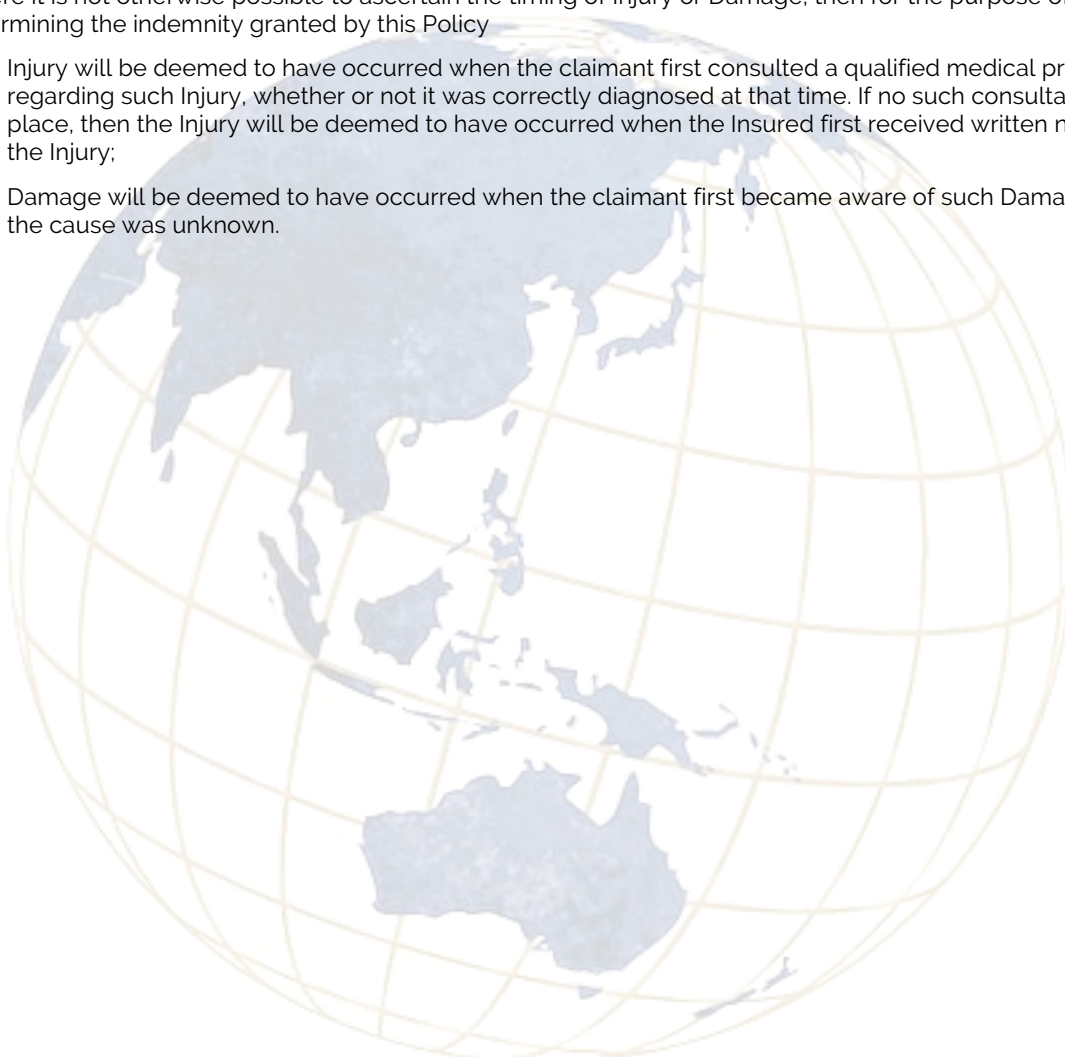 it is not otherwise possible to ascertain the timing of Injury or Damage, then for the purpose of
rmining the indemnity granted by this Policy
Injury will be deemed to have occurred when the claimant first consulted a qualified medical pr
regarding such Injury, whether or not it was correctly diagnosed at that time. If no such consulta
place, then the Injury will be deemed to have occurred when the Insured first received written n
the Injury;
Damage will be deemed to have occurred when the claimant first became aware of such Dama
the cause was unknown.